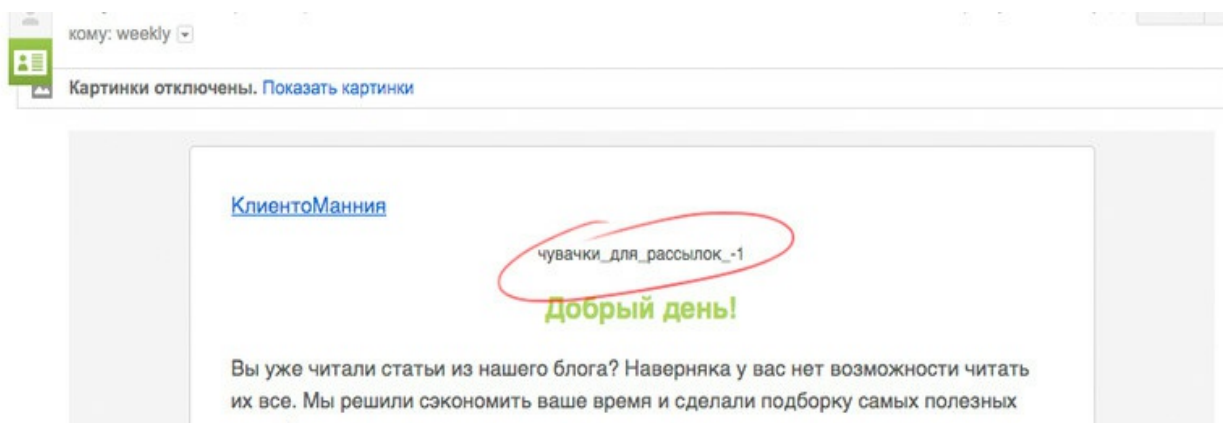 кому: weekly
Картинки отключены. Показать картинки
КлиентоМанния
чувачки_для_рассылок_-1
Добрый день!
Вы уже читали статьи из нашего блога? Наверняка у вас нет возможности читать
их все. Мы решили сэкономить ваше время и сделали подборку самых полезных